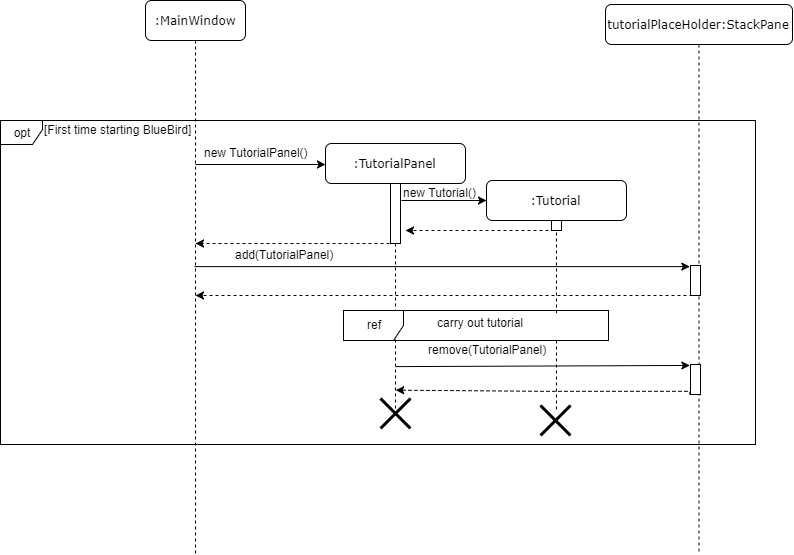 :MainWindow
tutorialPlaceHolder:StackPane
opt
[First time starting BlueBird]
new TutorialPanel()
:TutorialPanel
new Tutorial()
:Tutorial
add(TutorialPanel)
ref
carry out tutorial
remove(TutorialPanel)